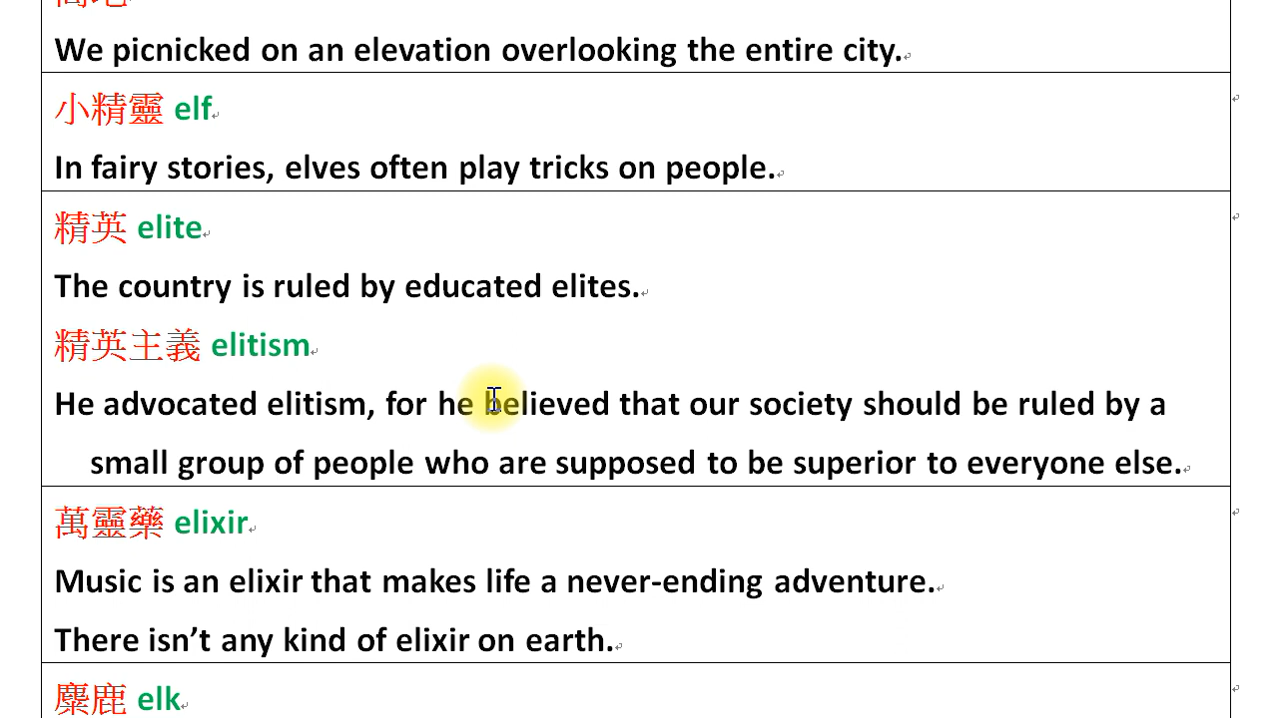 We picnicked on an elevation overlooking the entire city.
小精靈 elf
In fairy stories, elves often play tricks on people.
精英 elite
The country is ruled by educated elites.
精英主義 elitism
He advocated elitism, for he believed that our society should be ruled by a
small group of people who are supposed to be superior to everyone else.
萬靈藥 elixir
Music is an elixir that makes life a never-ending adventure.
There isn’t any kind of elixir on earth.
麋鹿 elk